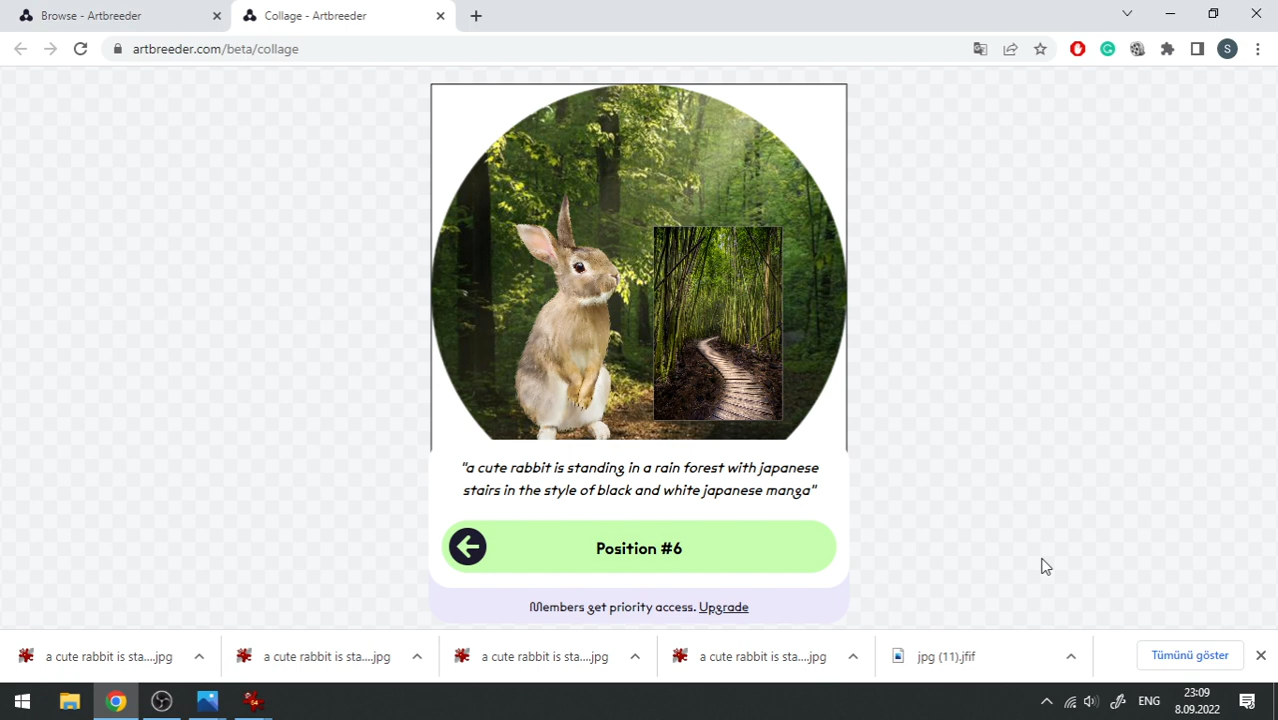 Browse - Artbreeder
Collage - Artbreeder
artbreeder.com/beta/collage
S
"a cute rabbit is standing in a rain forest with japanese
stairs in the style of black and white japanese manga"
Position #6
Members get priority access. Upgrade
a cute rabbit is sta....jpg
a cute rabbit is sta....jpg
a cute rabbit is sta....jpg
a cute rabbit is sta....jpg
jpg (11).jfif
Tümünü göster
64
ENG
23:09
8.09.2022